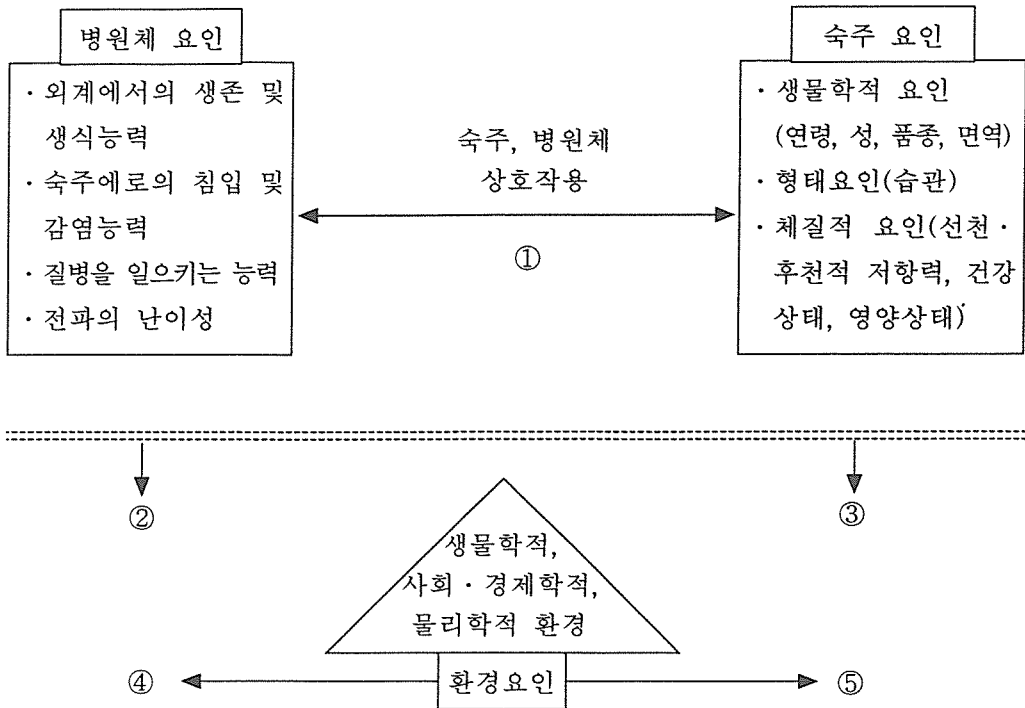 병원체 요인
· 외계에서의 생존 및
생식능력
· 숙주에로의 침입 및
감염능력
· 질병을 일으키는 능력
· 전파의 난이성
숙주, 병원체
상호작용
①
숙주 요인
· 생물학적 요인
(연령, 성, 품종, 면역)
· 형태요인(습관)
· 체질적 요인(선천 ·
후천적 저항력, 건강
상태, 영양상태)
②
③
생물학적,
사회 · 경제학적,
물리학적 환경
④
환경요인
⑤